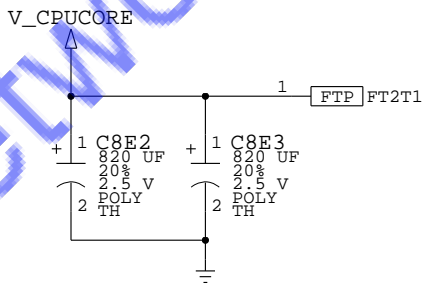 V_CPUCORE
1 FTP FT2T1
+ 1 C8E2
820 UF
20%
2.5 V
POLY
2 TH
+ 1 C8E3
820 UF
20%
2.5 V
POLY
2 TH